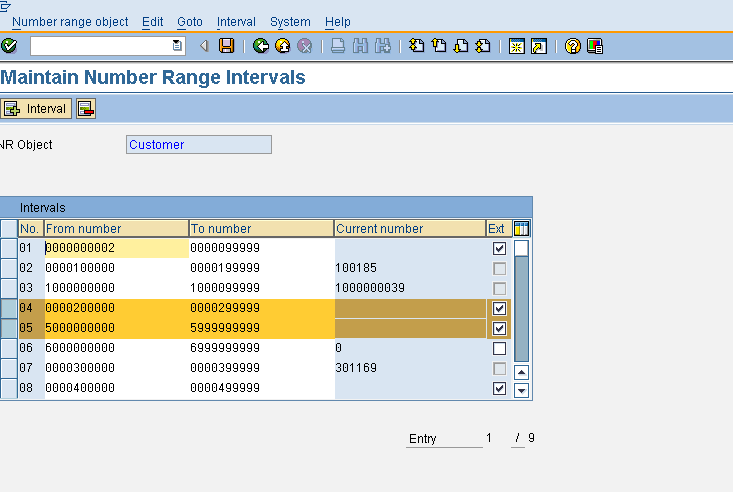 Number range object Edit Goto Interval System Help
Maintain Number Range Intervals
Interval
NR Object Customer
Intervals
No. From number To number Current number Ext
01 0000000002 0000099999
02 0000100000 0000199999 100185
03 1000000000 1000099999 1000000039
04 0000200000 0000299999
05 5000000000 5999999999
06 6000000000 6999999999 0
07 0000300000 0000399999 301169
08 0000400000 0000499999
Entry 1 / 9